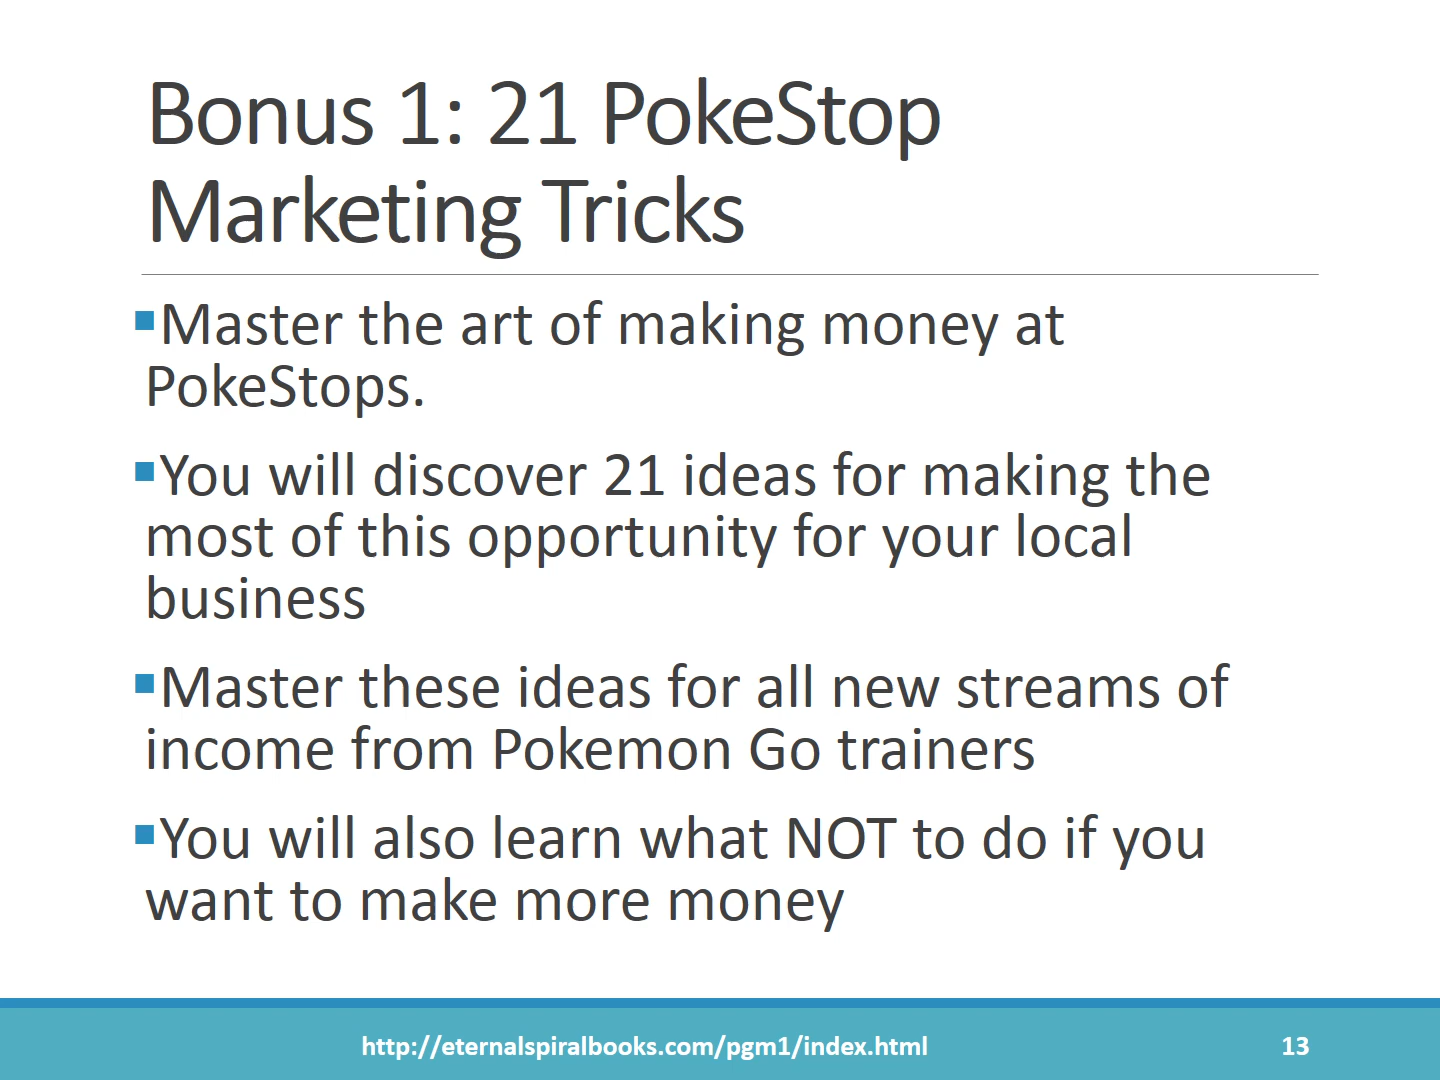 Bonus 1: 21 PokeStop
Marketing Tricks
▪Master the art of making money at
PokeStops.
▪You will discover 21 ideas for making the
most of this opportunity for your local
business
▪Master these ideas for all new streams of
income from Pokemon Go trainers
▪You will also learn what NOT to do if you
want to make more money
http://eternalspiralbooks.com/pgm1/index.html
13